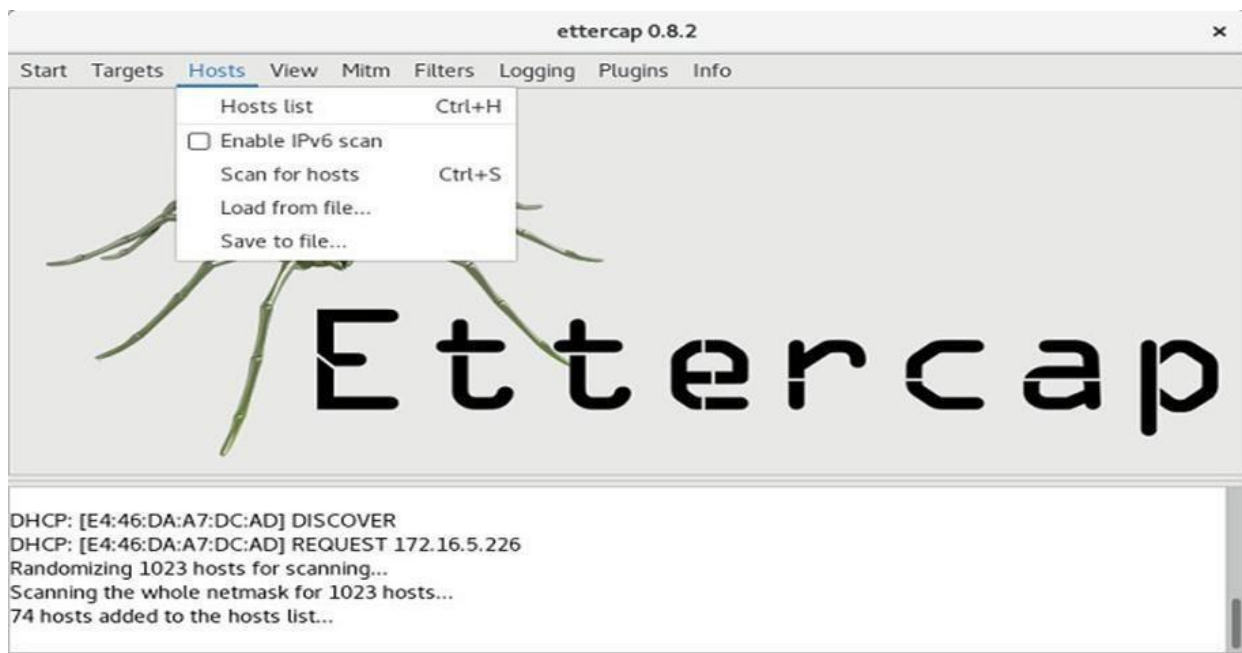 ettercap 0.8.2 ×
Start Targets Hosts View Mitm Filters Logging Plugins Info
Hosts list Ctrl+H
Enable IPv6 scan
Scan for hosts Ctrl+S
Load from file...
Save to file...
Ettercap
DHCP: [E4:46:DA:A7:DC:AD] DISCOVER
DHCP: [E4:46:DA:A7:DC:AD] REQUEST 172.16.5.226
Randomizing 1023 hosts for scanning...
Scanning the whole netmask for 1023 hosts...
74 hosts added to the hosts list...